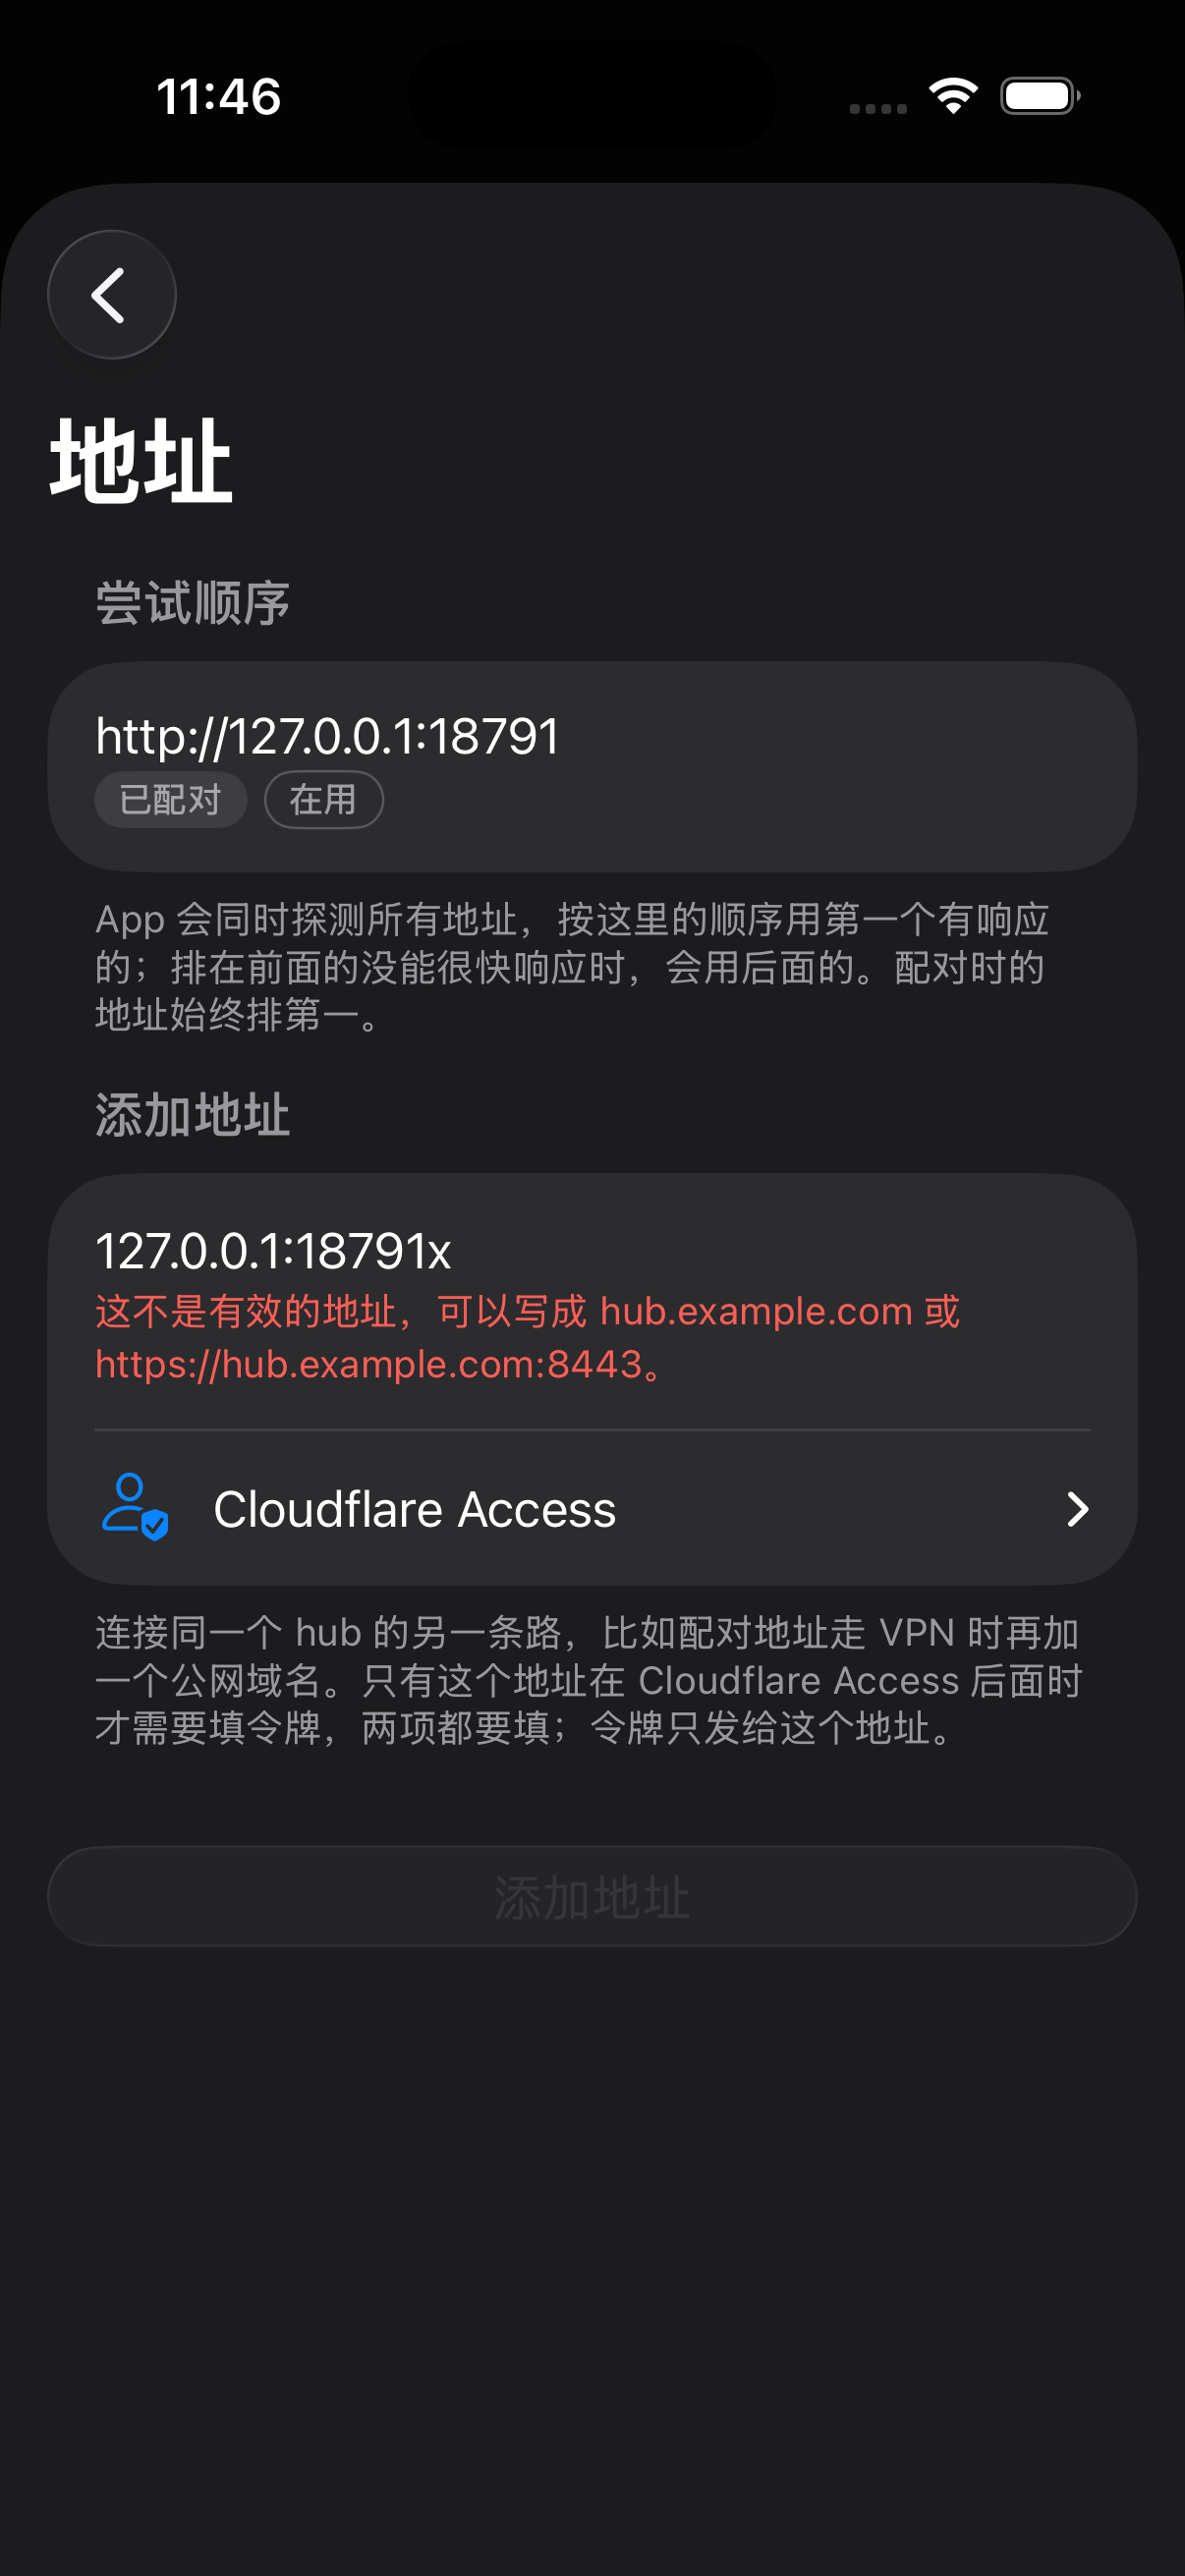 11:46
地址
尝试顺序
http://127.0.0.1:18791
已配对 在用
App 会同时探测所有地址，按这里的顺序用第一个有响应
的；排在前面的没能很快响应时，会用后面的。配对时的
地址始终排第一。
添加地址
127.0.0.1:18791x
这不是有效的地址，可以写成 hub.example.com 或
https://hub.example.com:8443。
Cloudflare Access
连接同一个 hub 的另一条路，比如配对地址走 VPN 时再加
一个公网域名。只有这个地址在 Cloudflare Access 后面时
才需要填令牌，两项都要填；令牌只发给这个地址。
添加地址